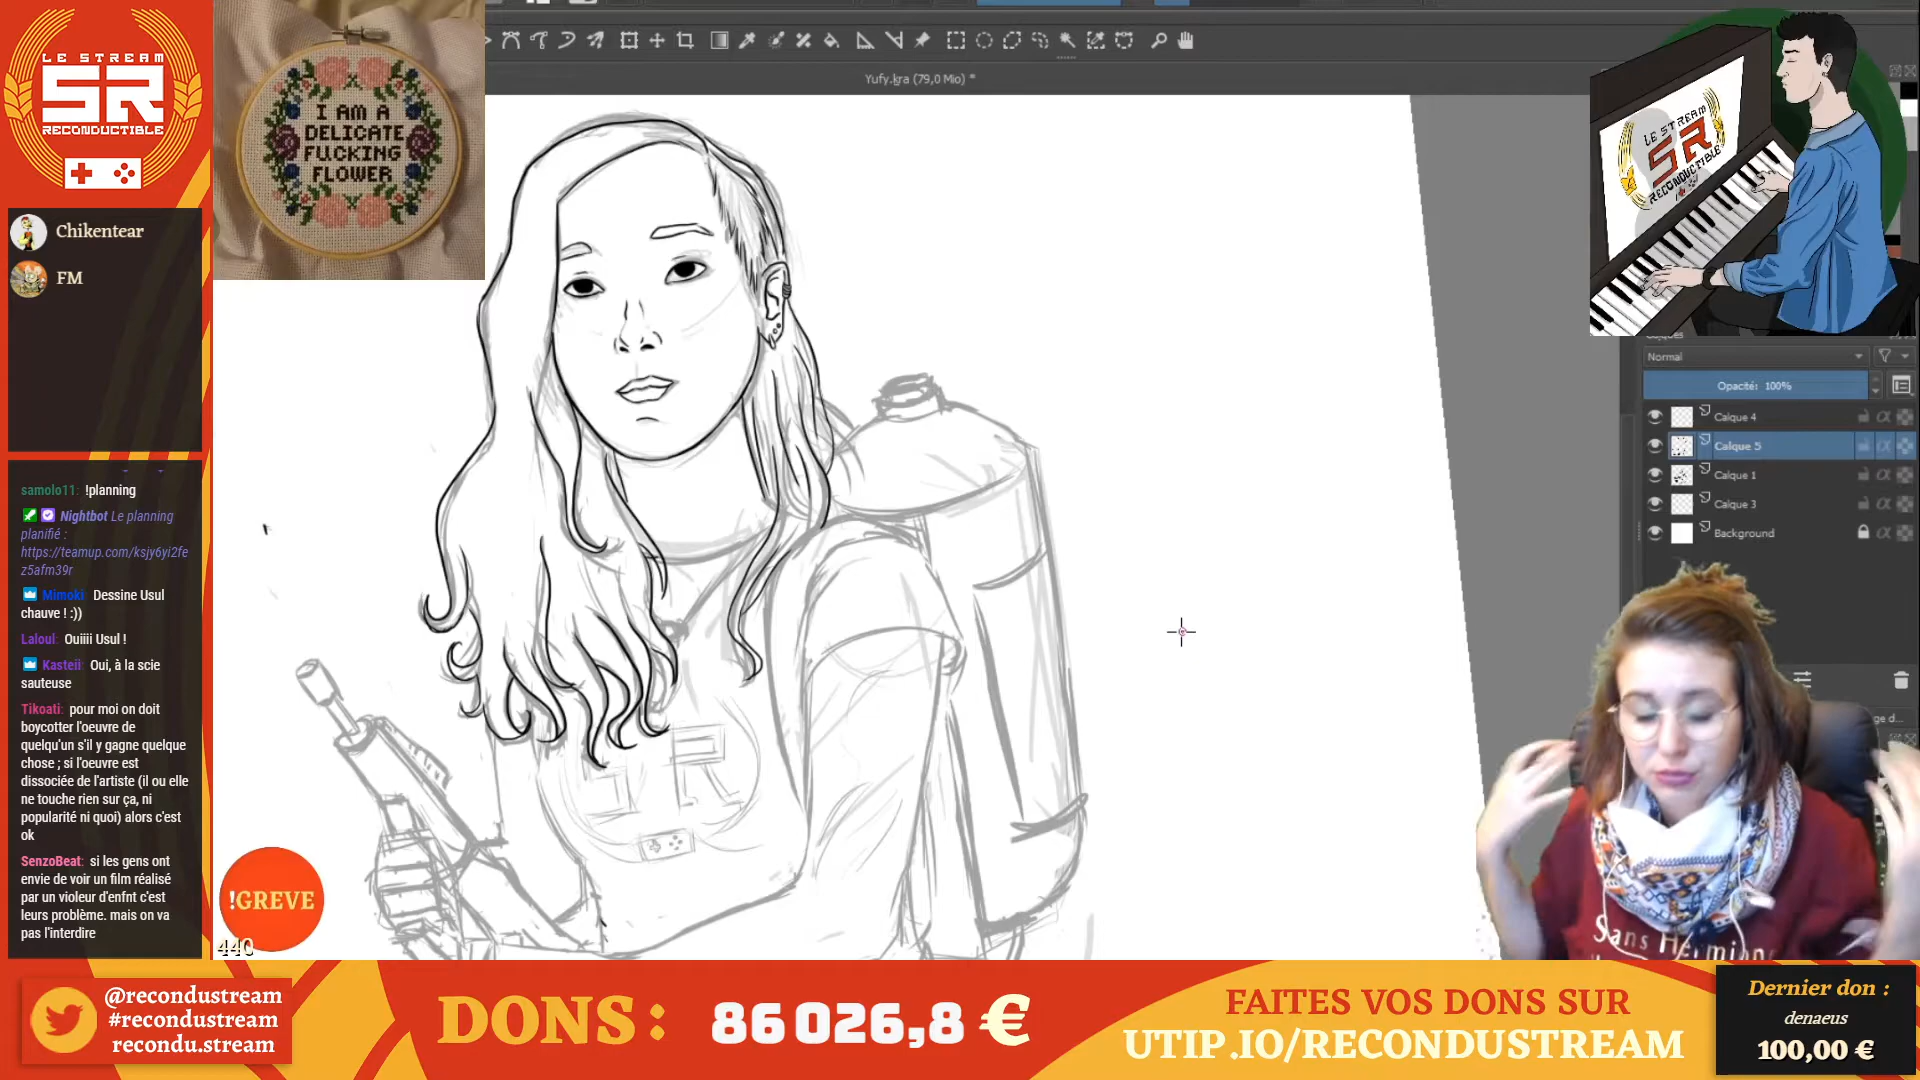 LE STREAM
SR
RECONDUCTIBLE
Chikentear
FM
samolo11: !planning
Nightbot Le planning
planifié :
https://teamup.com/ksjy6yi2fe
z5afm39r
Mimoki: Dessine Usul
chauve ! :))
Laloul: Ouiiii Usul !
Kasteii: Oui, à la scie
sauteuse
Tikoati: pour moi on doit
boycotter l'oeuvre de
quelqu'un s'il y gagne quelque
chose ; si l'oeuvre est
dissociée de l'artiste (il ou elle
ne touche rien sur ça, ni
popularité ni quoi) alors c'est
ok
SenzoBeat: si les gens ont
envie de voir un film réalisé
par un violeur d'enfnt c'est
leurs problème. mais on va
pas l'interdire
I AM A
DELICATE
FUCKING
FLOWER
Yufy.kra (79,0 Mio) *
LE STREAM
SR
RECONDUCTIBLE
Normal
Opacité: 100%
Calque 4
Calque 5
Calque 1
Calque 3
Background
ge d...
R
!GREVE
440
Sans
@recondustream
#recondustream
recondu.stream
DONS : 86 026,8 €
FAITES VOS DONS SUR
UTIP.IO/RECONDUSTREAM
Dernier don :
denaeus
100,00 €